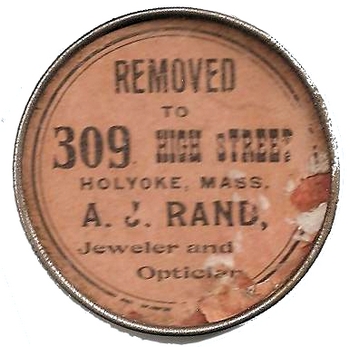 REMOVED
TO
309 HIGH STREET
HOLYOKE, MASS.
A. J. RAND,
Jeweler and
Optician